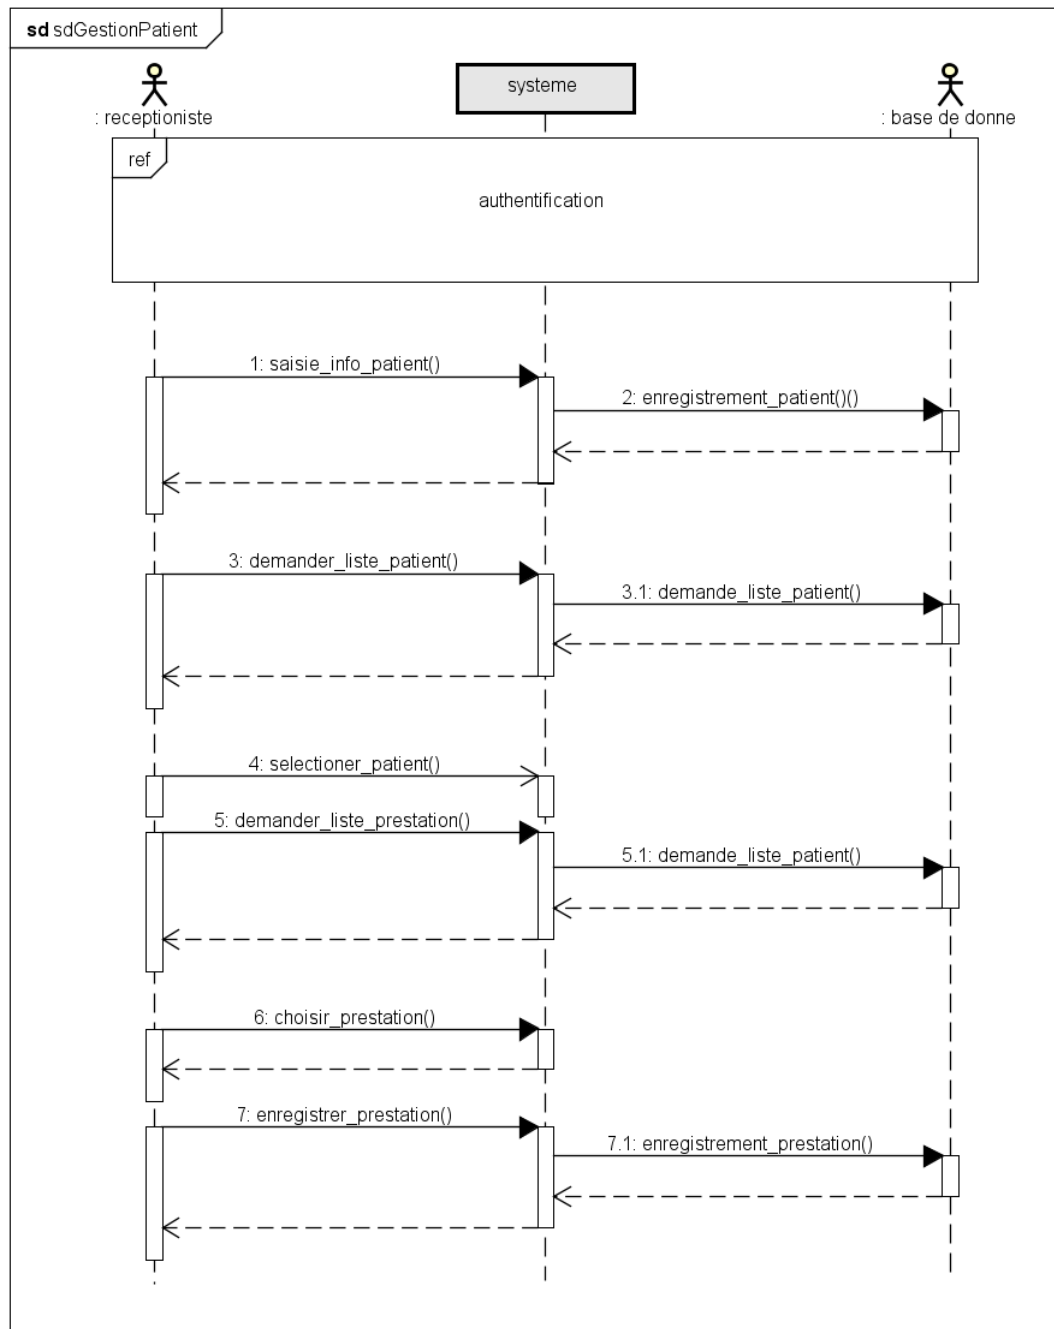 sd sdGestionPatient
systeme
: receptioniste
: base de donne
ref
authentification
1: saisie_info_patient()
2: enregistrement_patient()()
3: demander_liste_patient()
3.1: demande_liste_patient()
4: selectioner_patient()
5: demander_liste_prestation()
5.1: demande_liste_patient()
6: choisir_prestation()
7: enregistrer_prestation()
7.1: enregistrement_prestation()